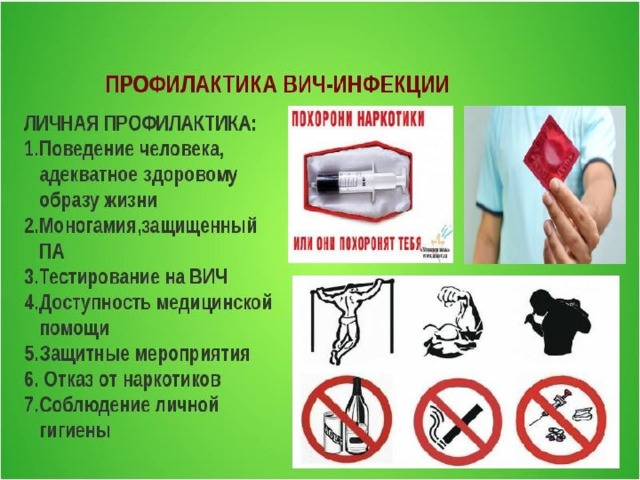 ПРОФИЛАКТИКА ВИЧ-ИНФЕКЦИИ
ЛИЧНАЯ ПРОФИЛАКТИКА:
1.Поведение человека,
адекватное здоровому
образу жизни
2.Моногамия,защищенный
ПА
3.Тестирование на ВИЧ
4.Доступность медицинской
помощи
5.Защитные мероприятия
6. Отказ от наркотиков
7.Соблюдение личной
гигиены
ПОХОРОНИ НАРКОТИКИ
ИЛИ ОНИ ПОХОРОНЯТ ТЕБЯ